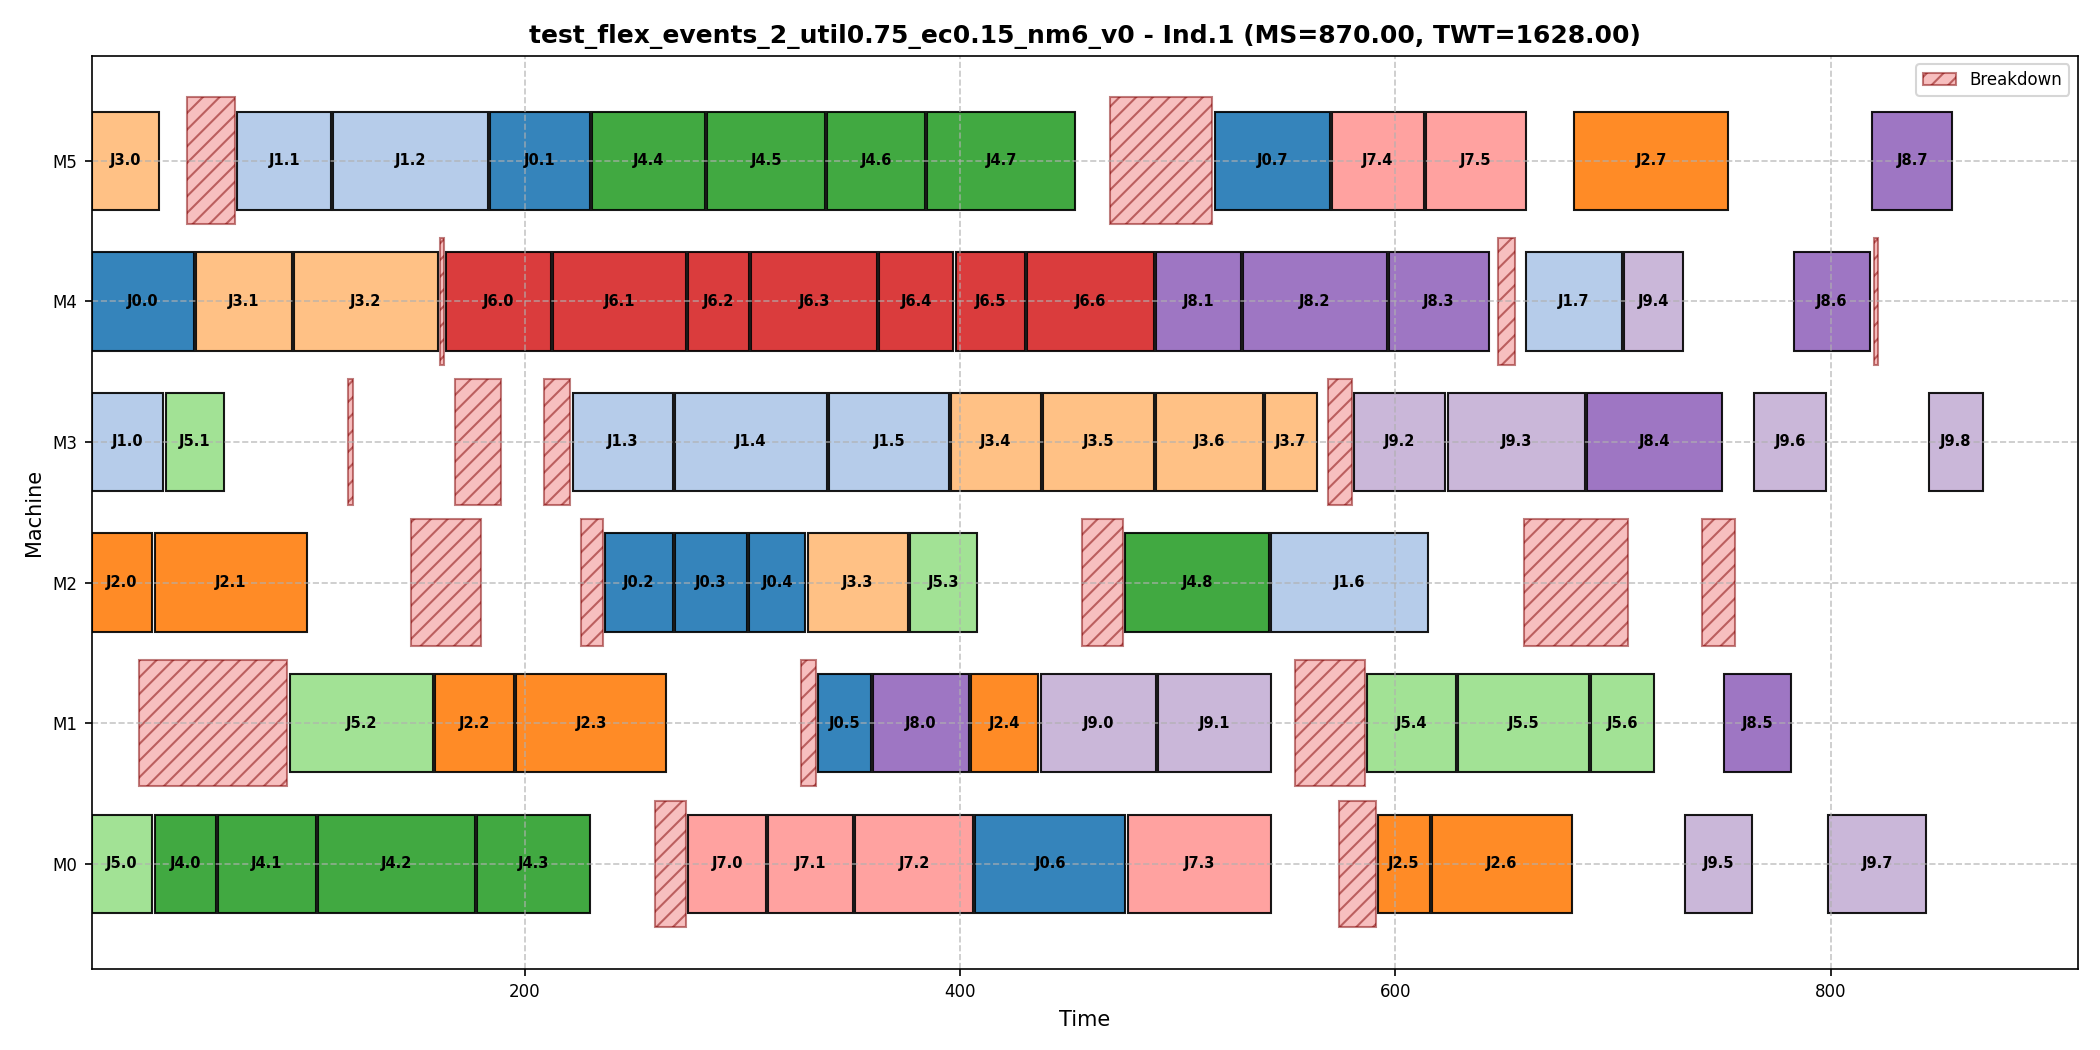 test_flex_events_2_util0.75_ec0.15_nm6_v0 - Ind.1 (MS=870.00, TWT=1628.00)
Breakdown
M5
J3.0 J1.1 J1.2 J0.1 J4.4 J4.5 J4.6 J4.7 J0.7 J7.4 J7.5 J2.7 J8.7
M4
J0.0 J3.1 J3.2 J6.0 J6.1 J6.2 J6.3 J6.4 J6.5 J6.6 J8.1 J8.2 J8.3 J1.7 J9.4 J8.6
M3
J1.0 J5.1 J1.3 J1.4 J1.5 J3.4 J3.5 J3.6 J3.7 J9.2 J9.3 J8.4 J9.6 J9.8
Machine
M2
J2.0 J2.1 J0.2 J0.3 J0.4 J3.3 J5.3 J4.8 J1.6
M1
J5.2 J2.2 J2.3 J0.5 J8.0 J2.4 J9.0 J9.1 J5.4 J5.5 J5.6 J8.5
M0
J5.0 J4.0 J4.1 J4.2 J4.3 J7.0 J7.1 J7.2 J0.6 J7.3 J2.5 J2.6 J9.5 J9.7
200 400 600 800
Time